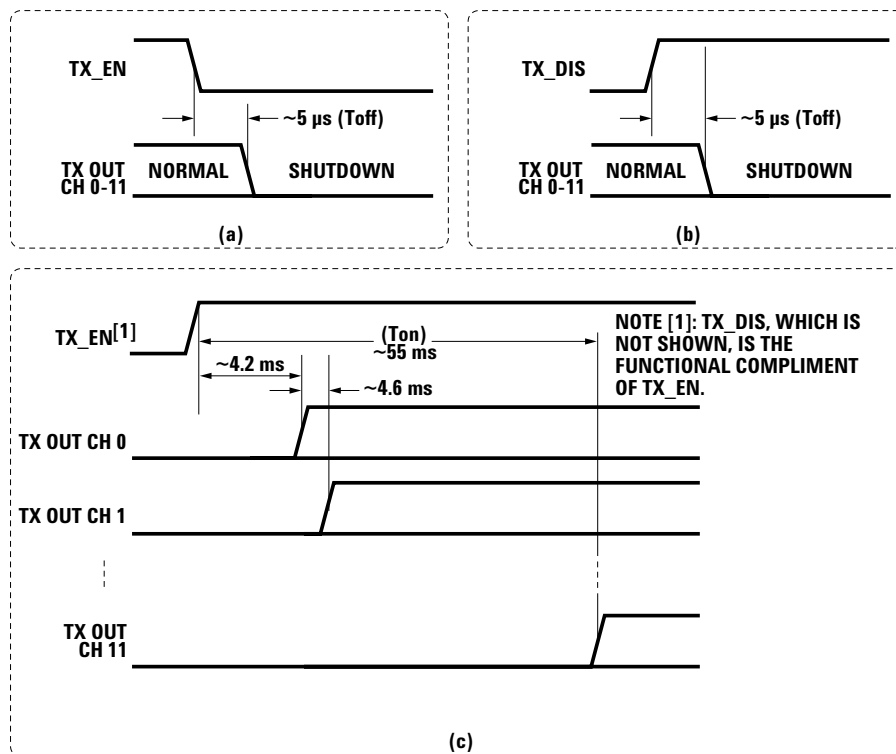 TX_EN
~5 µs (Toff)
TX OUT
CH 0-11
NORMAL
SHUTDOWN
(a)
TX_DIS
~5 µs (Toff)
TX OUT
CH 0-11
NORMAL
SHUTDOWN
(b)
TX_EN[1]
(Ton)
~55 ms
~4.2 ms
~4.6 ms
NOTE [1]: TX_DIS, WHICH IS
NOT SHOWN, IS THE
FUNCTIONAL COMPLIMENT
OF TX_EN.
TX OUT CH 0
TX OUT CH 1
TX OUT
CH 11
(c)